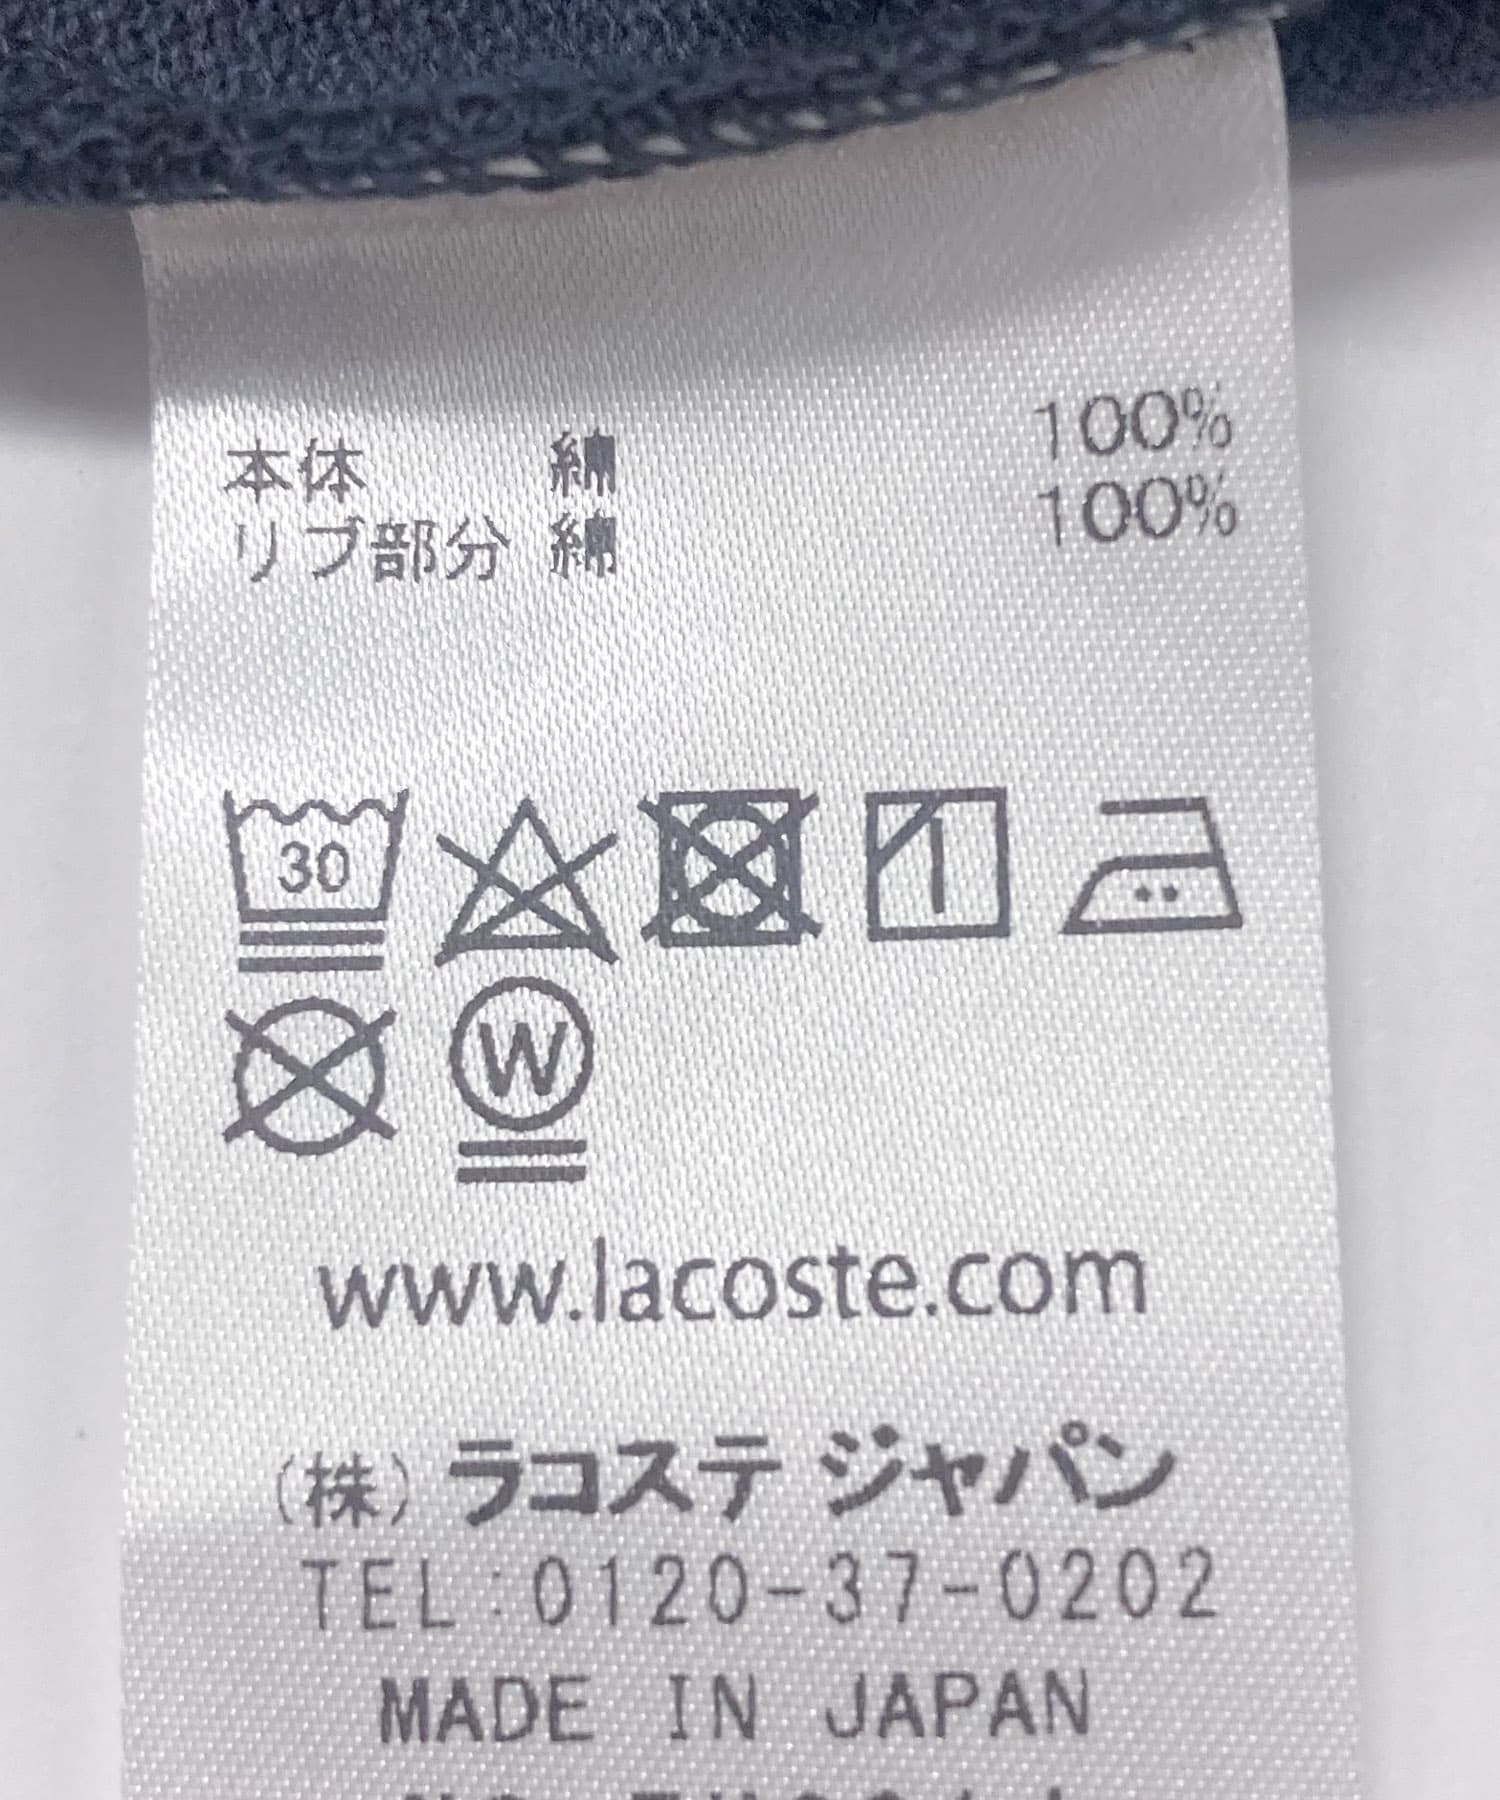 本体 綿 100%
リブ部分 綿 100%
30
W
www.lacoste.com
(株) ラコステ ジャパン
TEL:0120-37-0202
MADE IN JAPAN